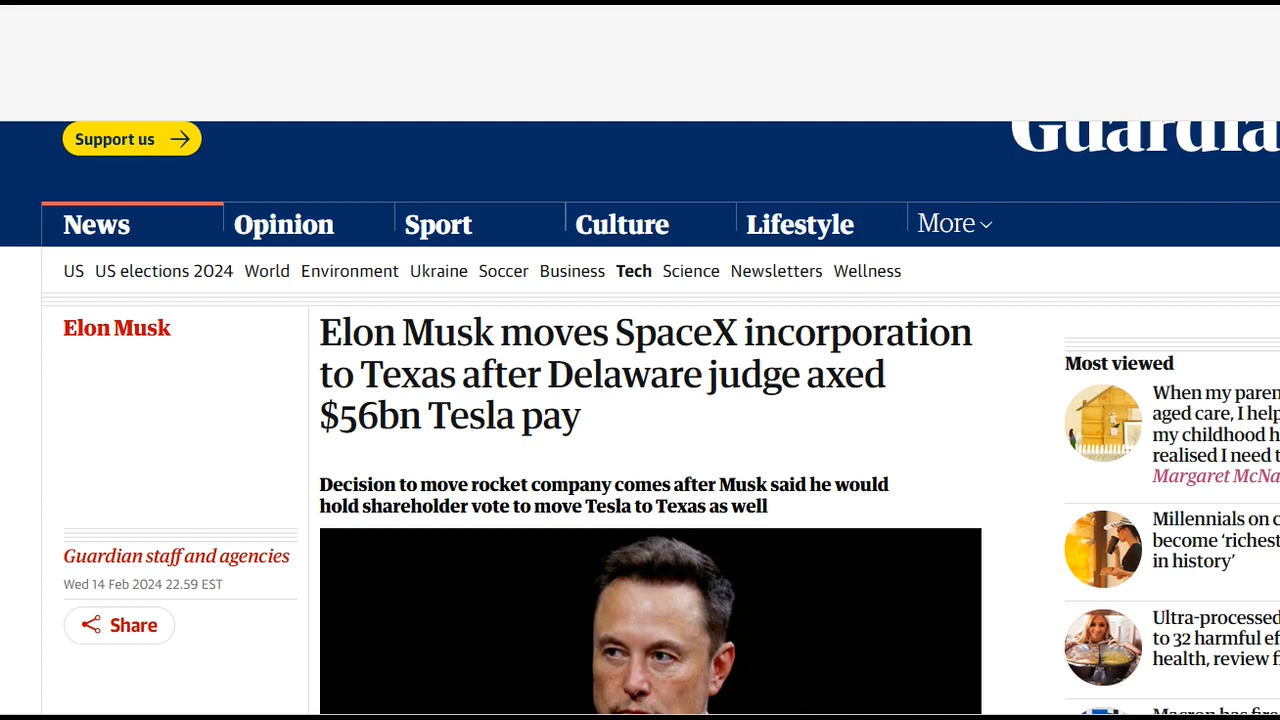 Support us
Guardia
News
Opinion
Sport
Culture
Lifestyle
More
US US elections 2024 World Environment Ukraine Soccer Business Tech Science Newsletters Wellness
Elon Musk
Elon Musk moves SpaceX incorporation
to Texas after Delaware judge axed
$56bn Tesla pay
Decision to move rocket company comes after Musk said he would
hold shareholder vote to move Tesla to Texas as well
Guardian staff and agencies
Wed 14 Feb 2024 22.59 EST
Share
Most viewed
When my paren
aged care, I help
my childhood h
realised I need t
Margaret McNa
Millennials on c
become ‘richest
in history’
Ultra-processed
to 32 harmful ef
health, review f